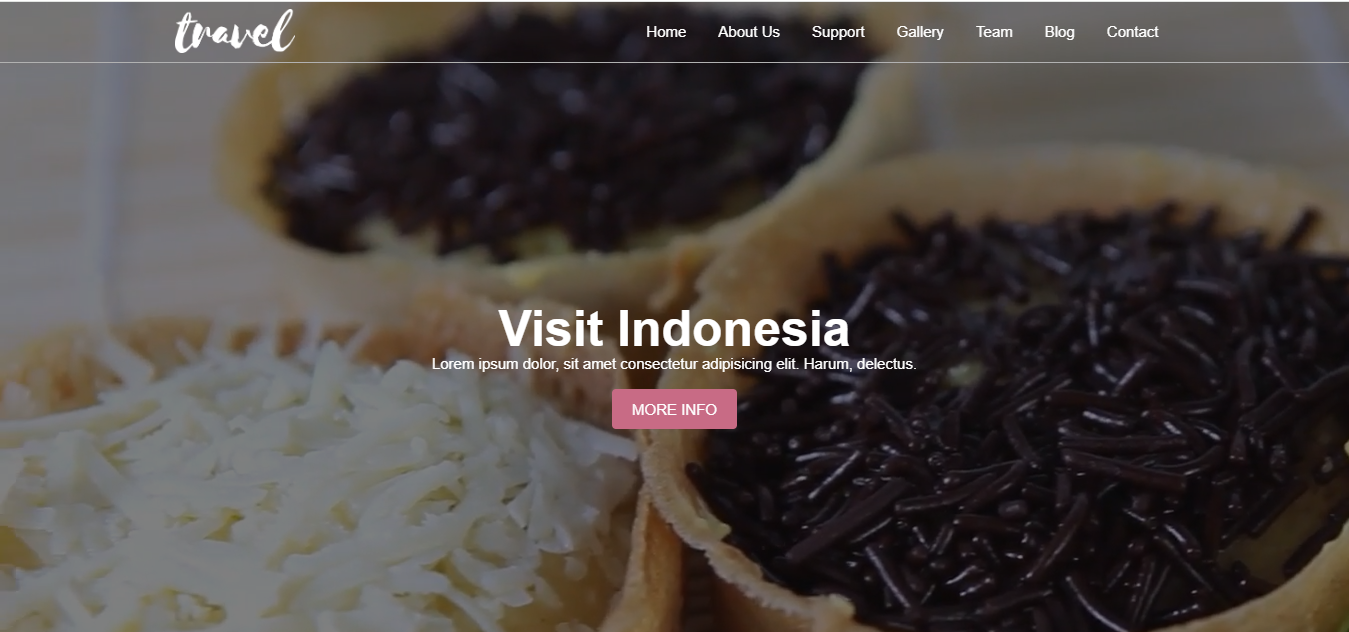 travel
Home About Us Support Gallery Team Blog Contact
Visit Indonesia
Lorem ipsum dolor, sit amet consectetur adipisicing elit. Harum, delectus.
MORE INFO